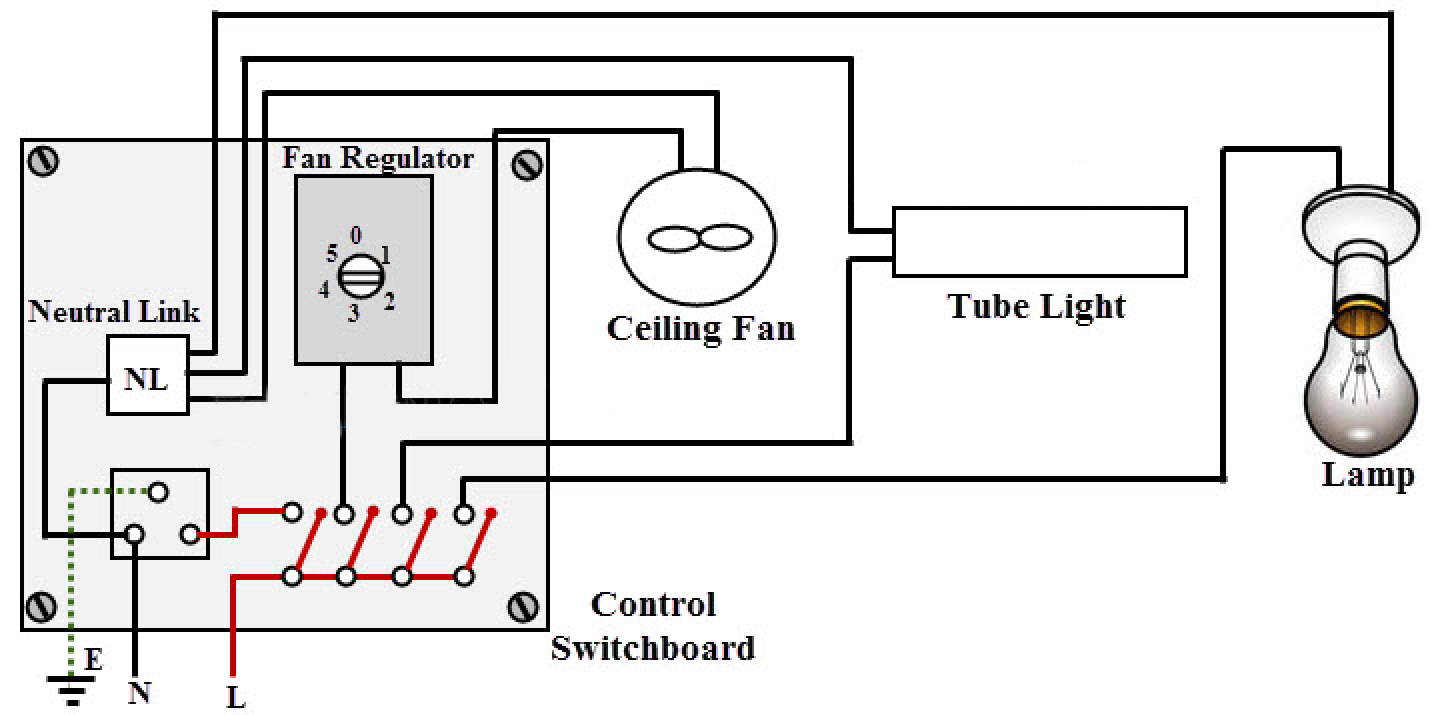 Fan Regulator
0
5
1
4
2
3
Neutral Link
NL
Ceiling Fan
Tube Light
Lamp
Control
Switchboard
E
N
L